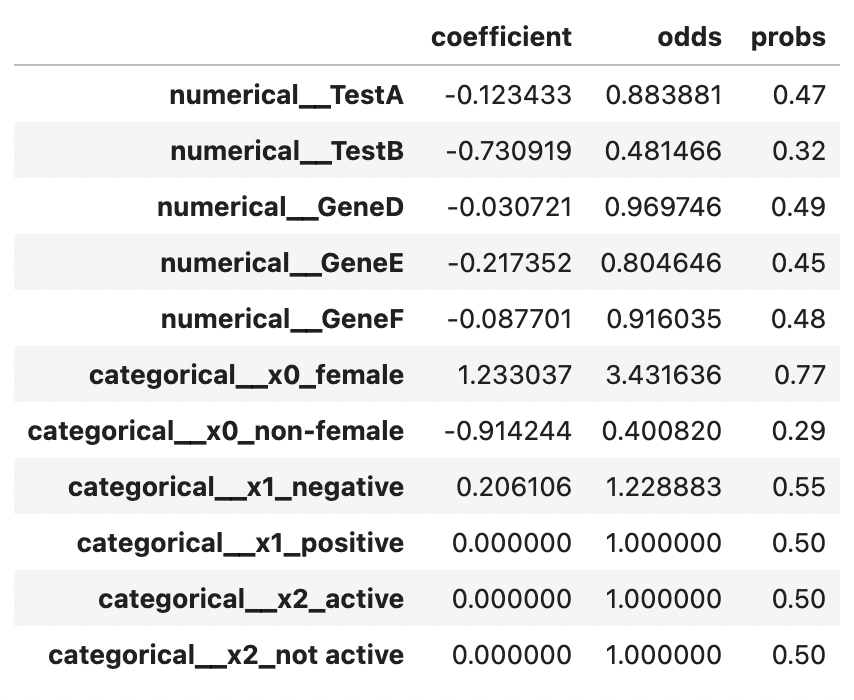 coefficient odds probs
numerical__TestA -0.123433 0.883881 0.47
numerical__TestB -0.730919 0.481466 0.32
numerical__GeneD -0.030721 0.969746 0.49
numerical__GeneE -0.217352 0.804646 0.45
numerical__GeneF -0.087701 0.916035 0.48
categorical__x0_female 1.233037 3.431636 0.77
categorical__x0_non-female -0.914244 0.400820 0.29
categorical__x1_negative 0.206106 1.228883 0.55
categorical__x1_positive 0.000000 1.000000 0.50
categorical__x2_active 0.000000 1.000000 0.50
categorical__x2_not active 0.000000 1.000000 0.50